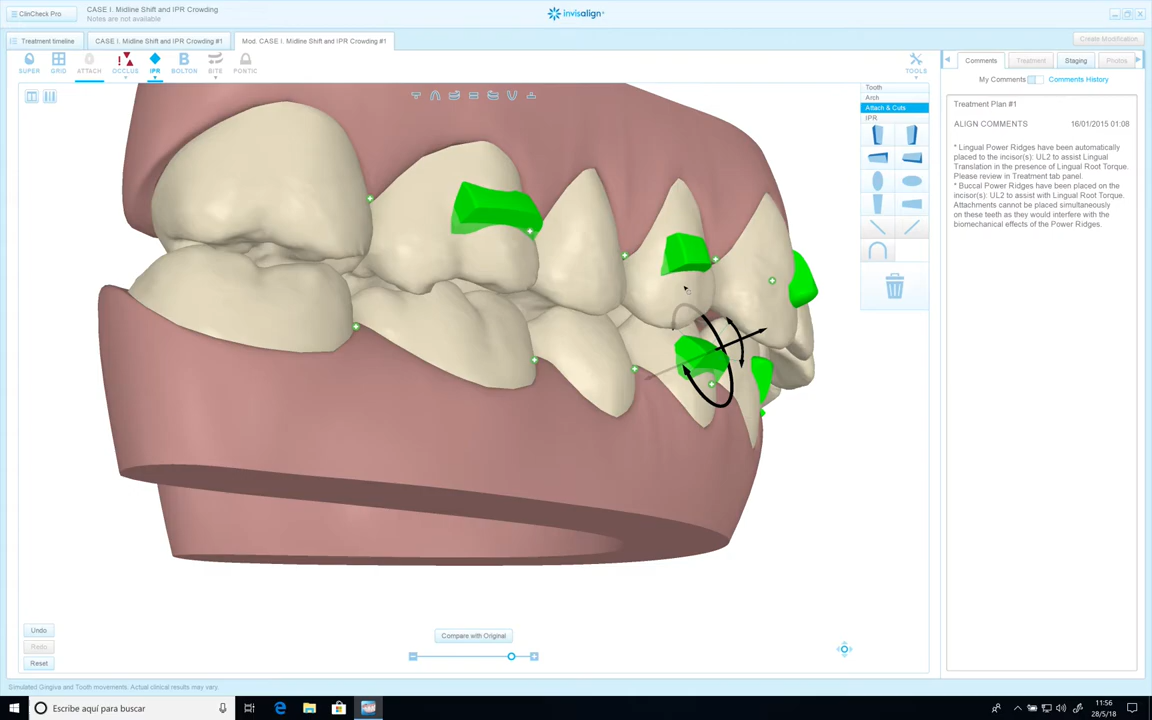 ClinCheck Pro
CASE I. Midline Shift and IPR Crowding
Notes are not available
invisalign
Treatment timeline
CASE I. Midline Shift and IPR Crowding #1
Mod. CASE I. Midline Shift and IPR Crowding #1
Create Modification
SUPER
GRID
ATTACH
OCCLUS
IPR
BOLTON
BITE
PONTIC
TOOLS
Comments
Treatment
Staging
Photos
My Comments
Comments History
Tooth
Arch
Attach & Cuts
IPR
Treatment Plan #1
ALIGN COMMENTS 16/01/2015 01:08
* Lingual Power Ridges have been automatically
placed to the incisor(s): UL2 to assist Lingual
Translation in the presence of Lingual Root Torque.
Please review in Treatment tab panel.
* Buccal Power Ridges have been placed on the
incisor(s): UL2 to assist with Lingual Root Torque.
Attachments cannot be placed simultaneously
on these teeth as they would interfere with the
biomechanical effects of the Power Ridges.
Undo
Redo
Reset
Compare with Original
Simulated Gingiva and Tooth movements. Actual clinical results may vary.
Escribe aquí para buscar
11:56
28/5/18